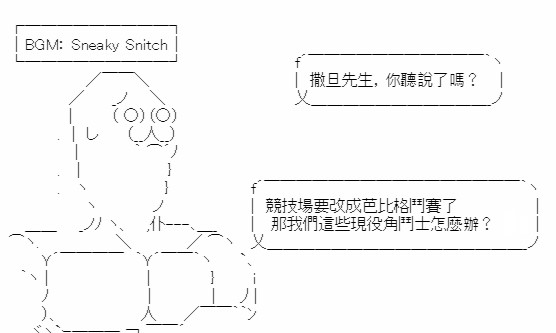 BGM: Sneaky Snitch
撒旦先生, 你聽說了嗎？
競技場要改成芭比格鬥賽了
那我們這些現役角鬥士怎麼辦？